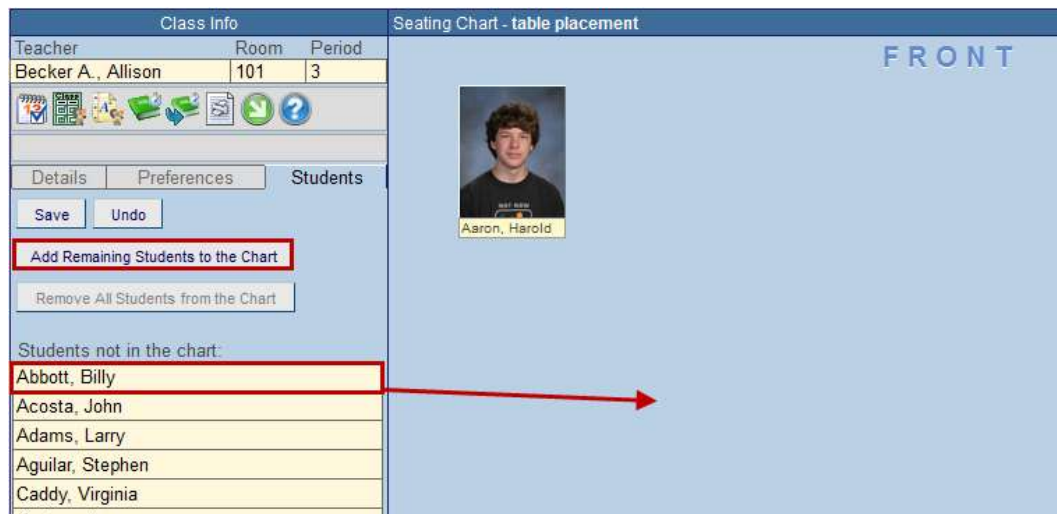 Class Info
Seating Chart - table placement
Teacher Room Period
Becker A., Allison 101 3
FRONT
Details Preferences Students
Save Undo
NOT NOW
Aaron, Harold
Add Remaining Students to the Chart
Remove All Students from the Chart
Students not in the chart:
Abbott, Billy
Acosta, John
Adams, Larry
Aguilar, Stephen
Caddy, Virginia